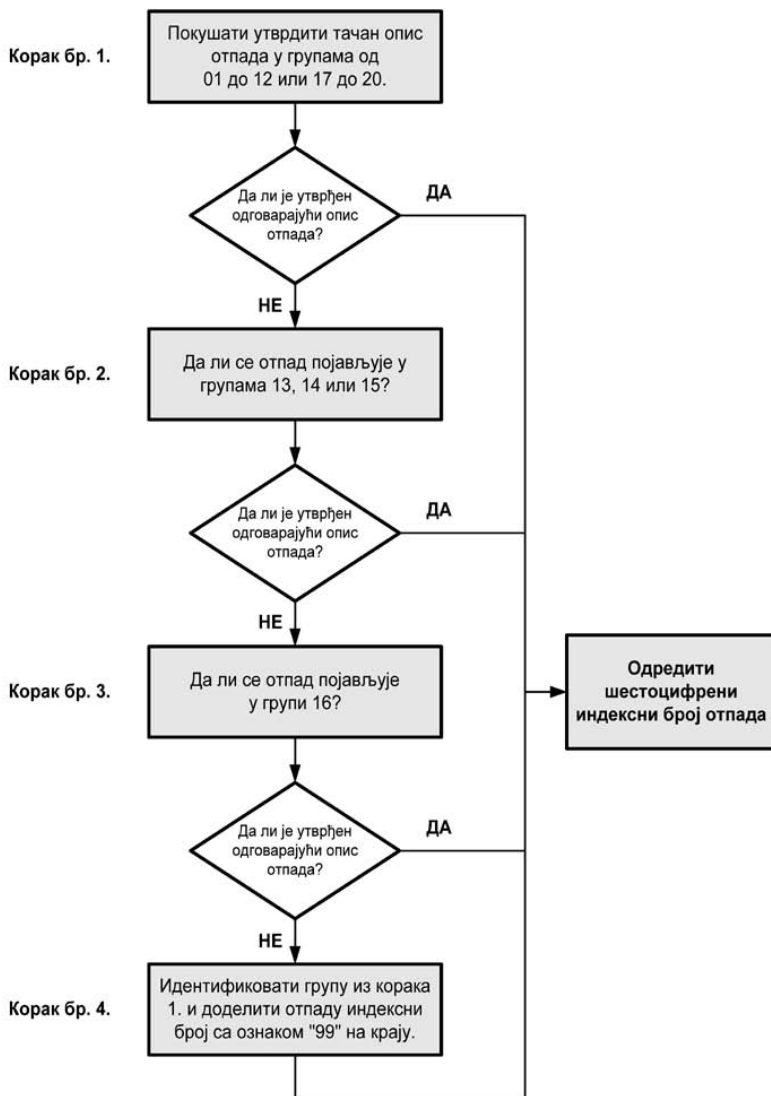 Корак бр. 1.
Покушати утврдити тачан опис
отпада у групама од
01 до 12 или 17 до 20.
Да ли је утврђен
одговарајући опис
отпада?
ДА
НЕ
Корак бр. 2.
Да ли се отпад појављује у
групама 13, 14 или 15?
Да ли је утврђен
одговарајући опис
отпада?
ДА
НЕ
Корак бр. 3.
Да ли се отпад појављује
у групи 16?
Одредити
шестоцифрени
индексни број отпада
Да ли је утврђен
одговарајући опис
отпада?
ДА
НЕ
Корак бр. 4.
Идентификовати групу из корака
1. и доделити отпаду индексни
број са ознаком "99" на крају.